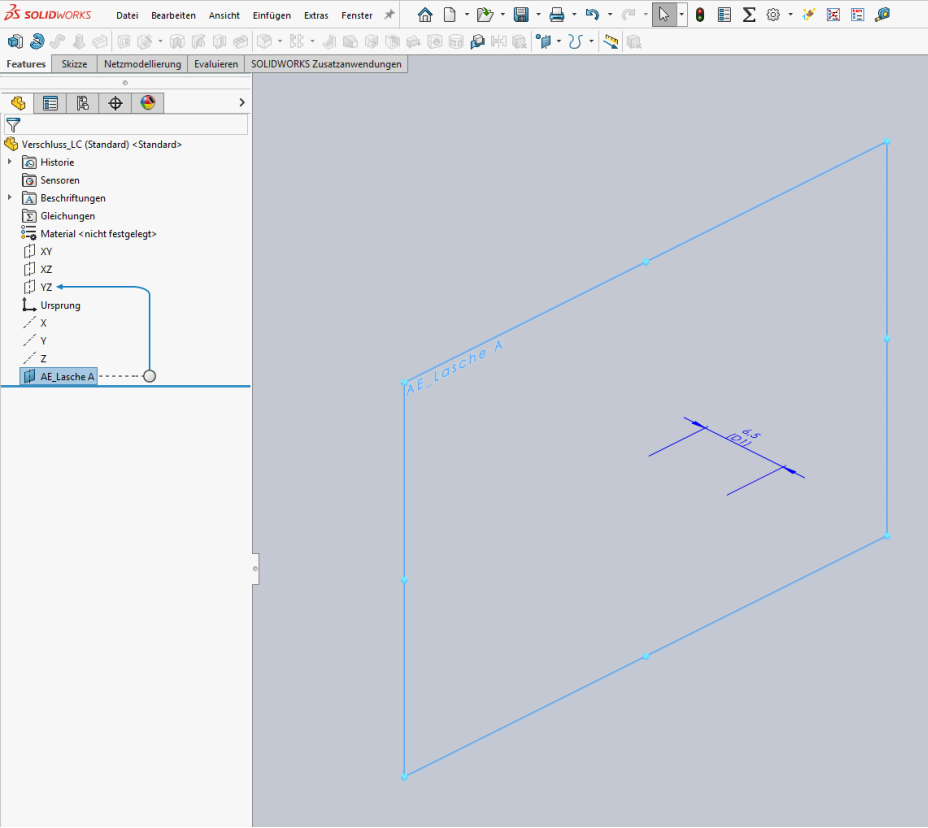 SOLIDWORKS Datei Bearbeiten Ansicht Einfügen Extras Fenster
Features Skizze Netzmodellierung Evaluieren SOLIDWORKS Zusatzanwendungen
Verschluss_LC (Standard) <Standard>
Historie
Sensoren
Beschriftungen
Gleichungen
Material <nicht festgelegt>
XY
XZ
YZ
Ursprung
X
Y
Z
AE_Lasche A
AE_Lasche A
6,5
(D1)